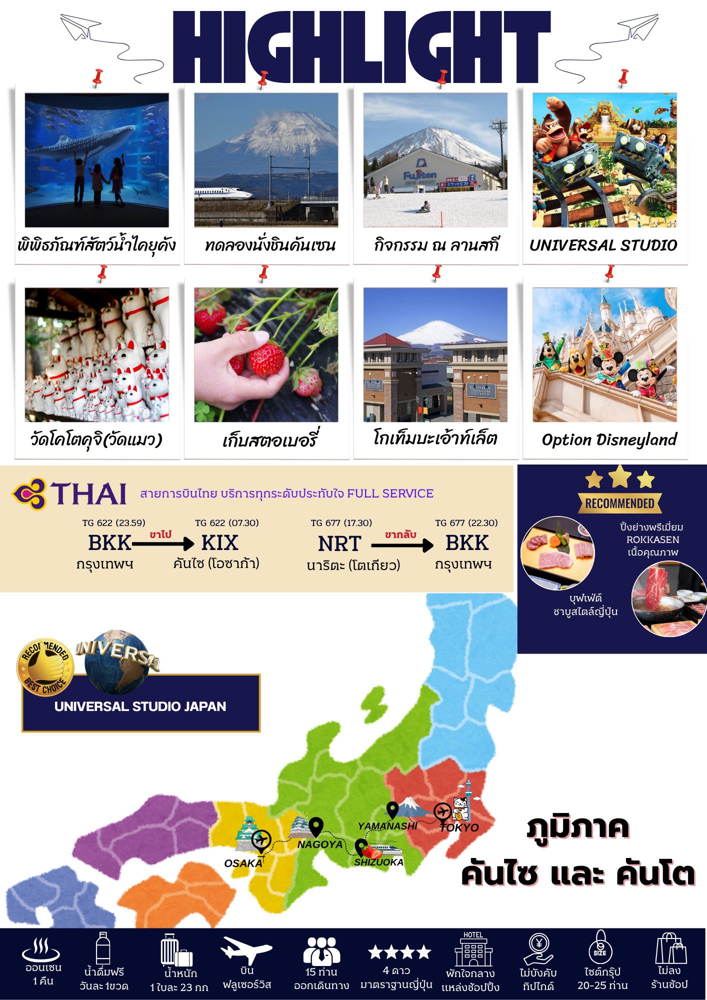 HIGHLIGHT
Fujiten
SNOW RESORT
第1クワッドリフト
พิพิธภัณฑ์สัตว์น้ำไคยุคัง
ทดลองนั่งชินคันเซน
กิจกรรม ณ ลานสกี
UNIVERSAL STUDIO
GOTEMBA
PREMIUM
OUTLETS
GOTEMBA
PREMIUM
OUTLETS
วัดโคโตคุจิ(วัดแมว)
เก็บสตอเบอรี่
โกเท็มบะเอ้าท์เล็ต
Option Disneyland
THAI
สายการบินไทย บริการทุกระดับประทับใจ FULL SERVICE
TG 622 (23.59)
TG 622 (07.30)
TG 677 (17.30)
TG 677 (22.30)
BKK
ขาไป
KIX
NRT
ขากลับ
BKK
กรุงเทพฯ
คันไซ (โอซาก้า)
นาริตะ (โตเกียว)
กรุงเทพฯ
RECOMMENDED
ปิ้งย่างพรีเมี่ยม
ROKKASEN
เนื้อคุณภาพ
บุฟเฟ่ต์
ชาบูสไตล์ญี่ปุ่น
RECOMMENDED
BEST CHOICE
UNIVERSAL
UNIVERSAL STUDIO JAPAN
YAMANASHI
TOKYO
NAGOYA
SHIZUOKA
OSAKA
ภูมิภาค
คันไซ และ คันโต
ออนเซน
1 คืน
น้ำดื่มฟรี
วันละ 1ขวด
น้ำหนัก
1 ใบละ 23 กก
บิน
ฟลูเซอร์วิส
15 ท่าน
ออกเดินทาง
4 ดาว
มาตราฐานญี่ปุ่น
HOTEL
พักใจกลาง
แหล่งช้อปปิ้ง
¥
ไม่บังคับ
ทิปไกด์
SIZE
ไซต์กรุ๊ป
20-25 ท่าน
ไม่ลง
ร้านช้อป